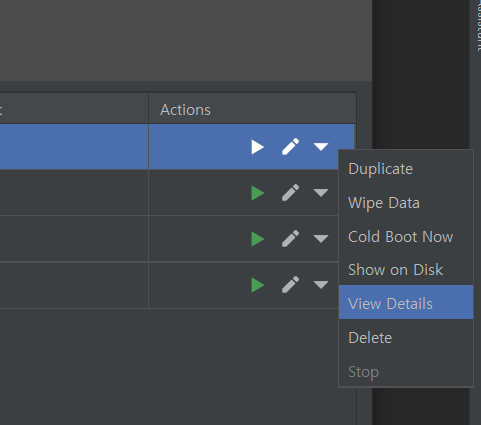 Actions
Duplicate
Wipe Data
Cold Boot Now
Show on Disk
View Details
Delete
Stop